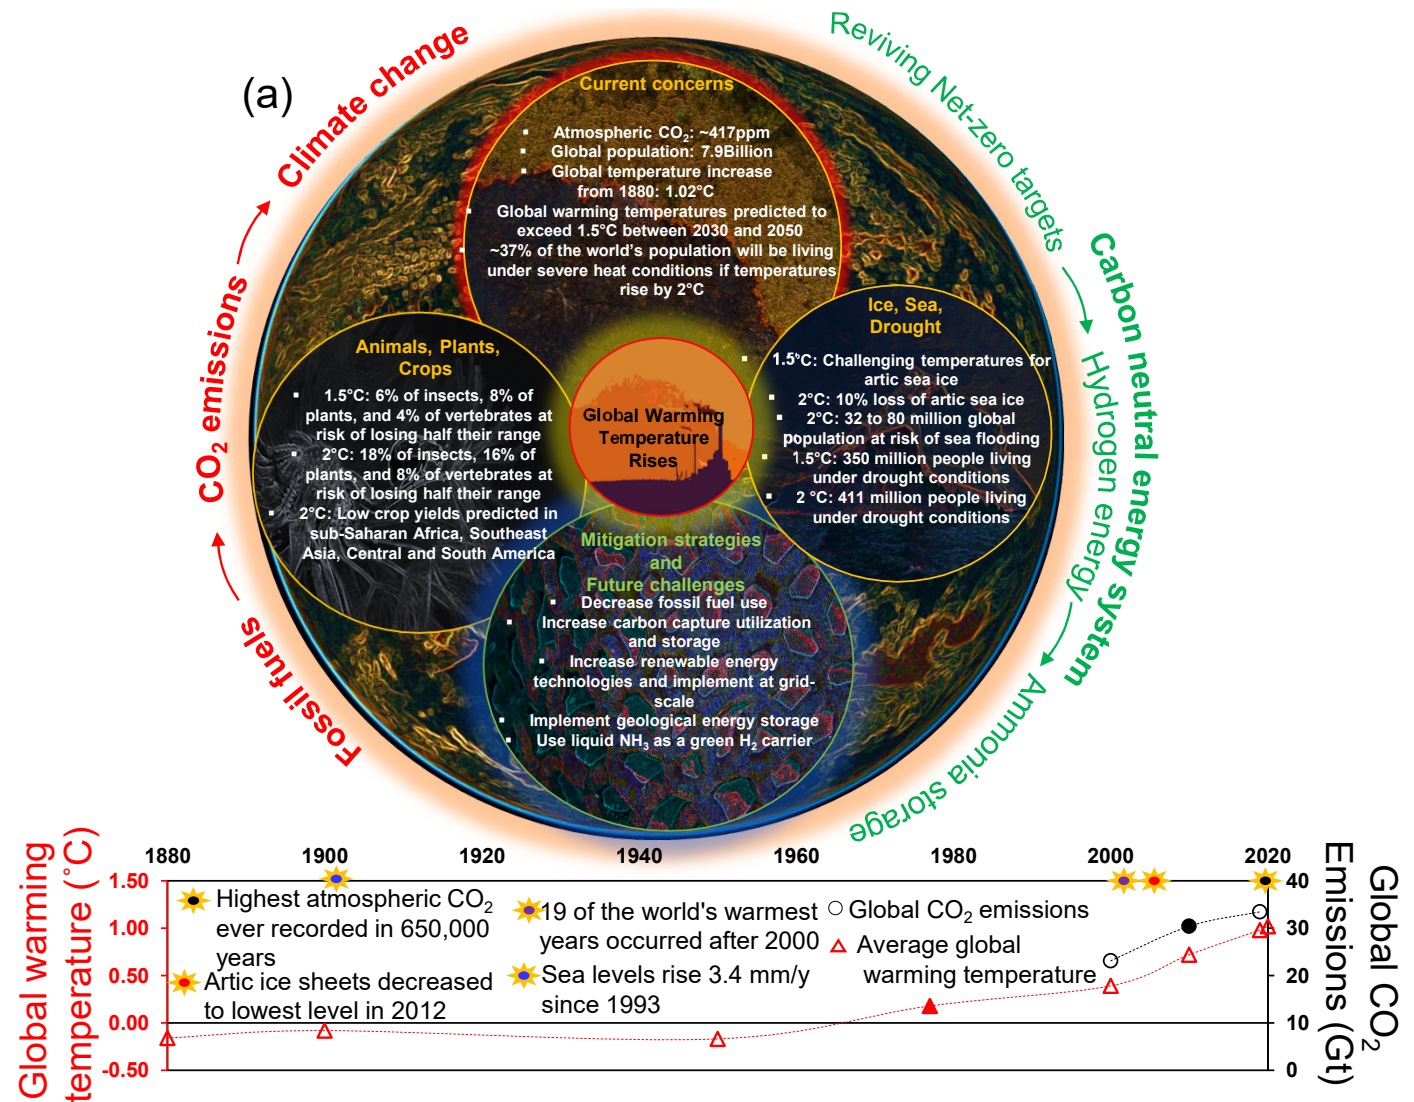 (a)
Climate change
CO₂ emissions
Fossil fuels
Reviving Net-zero targets
Carbon neutral energy system
Hydrogen energy
Ammonia storage
Current concerns
▪ Atmospheric CO₂: ~417ppm
▪ Global population: 7.9Billion
▪ Global temperature increase
from 1880: 1.02°C
▪ Global warming temperatures predicted to
exceed 1.5°C between 2030 and 2050
▪ ~37% of the world's population will be living
under severe heat conditions if temperatures
rise by 2°C
Animals, Plants,
Crops
▪ 1.5°C: 6% of insects, 8% of
plants, and 4% of vertebrates at
risk of losing half their range
▪ 2°C: 18% of insects, 16% of
plants, and 8% of vertebrates at
risk of losing half their range
▪ 2°C: Low crop yields predicted in
sub-Saharan Africa, Southeast
Asia, Central and South America
Global Warming
Temperature
Rises
Ice, Sea,
Drought
▪ 1.5°C: Challenging temperatures for
artic sea ice
▪ 2°C: 10% loss of artic sea ice
▪ 2°C: 32 to 80 million global
population at risk of sea flooding
▪ 1.5°C: 350 million people living
under drought conditions
▪ 2 °C: 411 million people living
under drought conditions
Mitigation strategies
and
Future challenges
▪ Decrease fossil fuel use
▪ Increase carbon capture utilization
and storage
▪ Increase renewable energy
technologies and implement at grid-
scale
▪ Implement geological energy storage
▪ Use liquid NH₃ as a green H₂ carrier
1880 1900 1920 1940 1960 1980 2000 2020
Global warming
temperature (°C)
1.50
1.00
0.50
0.00
-0.50
Highest atmospheric CO₂
ever recorded in 650,000
years
Artic ice sheets decreased
to lowest level in 2012
19 of the world's warmest
years occurred after 2000
Sea levels rise 3.4 mm/y
since 1993
Global CO₂ emissions
Average global
warming temperature
40
30
20
10
0
Global CO₂
Emissions (Gt)